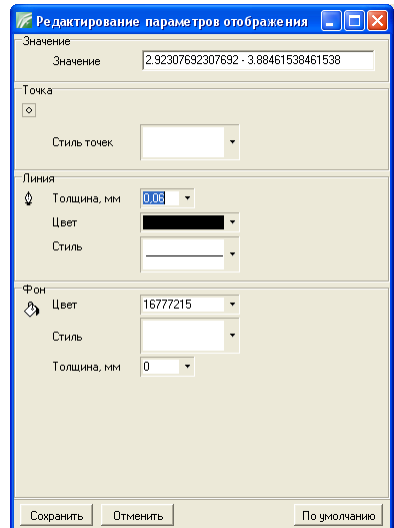 Редактирование параметров отображения
Значение
Значение 2.92307692307692 - 3.88461538461538
Точка
Стиль точек
Линия
Толщина, мм 0,06
Цвет
Стиль
Фон
Цвет 16777215
Стиль
Толщина, мм 0
Сохранить Отменить По умолчанию